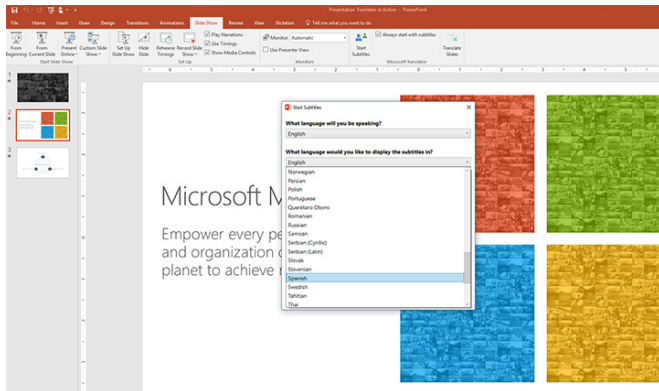 Presentation Translator in Action - PowerPoint
File Home Insert Draw Design Transitions Animations Slide Show Review View Dictation Tell me what you want to do
From Beginning
From Current Slide
Present Online
Custom Slide Show
Start Slide Show
Set Up Slide Show
Hide Slide
Rehearse Timings
Record Slide Show
Play Narrations
Use Timings
Show Media Controls
Set Up
Monitor: Automatic
Use Presenter View
Monitors
Start Subtitles
Always start with subtitles
Translate Slides
Microsoft Translator
1
2
3
Microsoft M
Empower every pe
and organization o
planet to achieve
Start Subtitles
What language will you be speaking?
English
What language would you like to display the subtitles in?
English
Norwegian
Persian
Polish
Portuguese
Querétaro Otomi
Romanian
Russian
Samoan
Serbian (Cyrillic)
Serbian (Latin)
Slovak
Slovenian
Spanish
Swedish
Tahitian
Thai